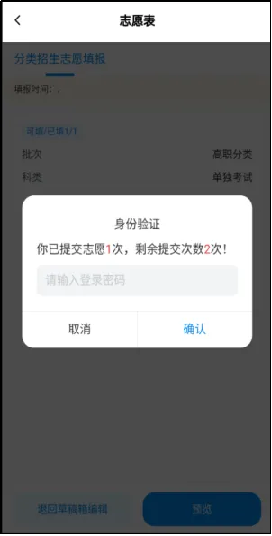 志愿表
分类招生志愿填报
填报时间：.
可填/已填1/1
批次
高职分类
科类
单独考试
身份验证
你已提交志愿1次，剩余提交次数2次！
请输入登录密码
取消
确认
退回草稿箱编辑
预览